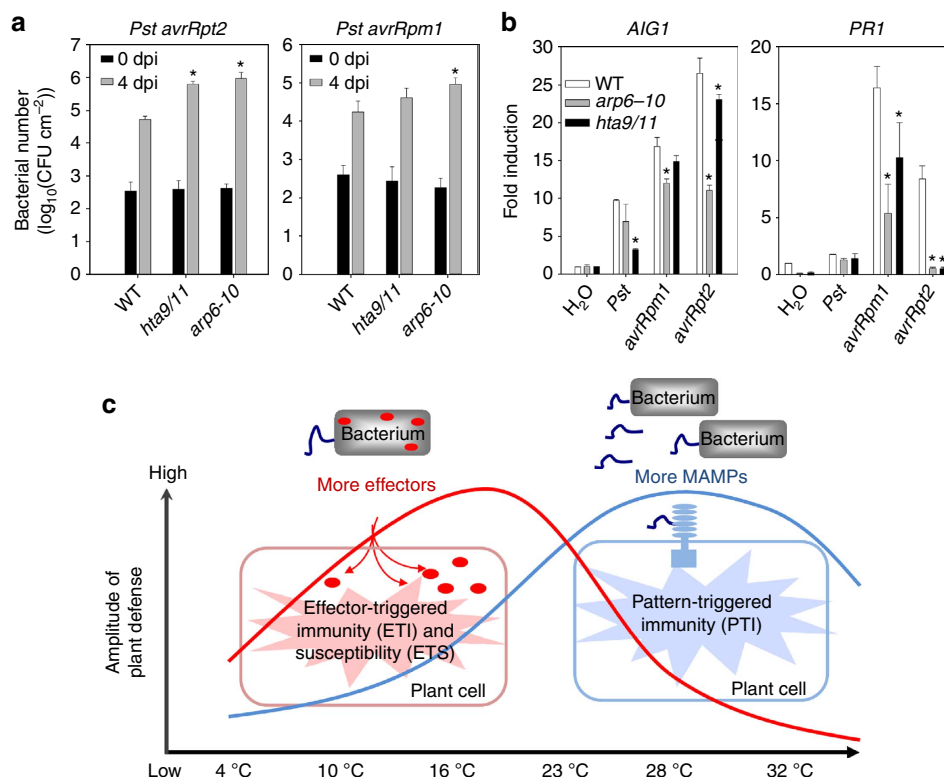 a
Pst avrRpt2
Pst avrRpm1
Bacterial number
(log10(CFU cm−2))
7
6
5
4
3
2
1
0
0 dpi
4 dpi
*
*
WT
hta9/11
arp6-10
6
5
4
3
2
1
0
0 dpi
4 dpi
*
WT
hta9/11
arp6-10
b
AIG1
PR1
Fold induction
30
25
20
15
10
5
0
WT
arp6–10
hta9/11
*
*
*
*
H2O
Pst
avrRpm1
avrRpt2
20
15
10
5
0
*
*
*
*
H2O
Pst
avrRpm1
avrRpt2
c
Bacterium
Bacterium
Bacterium
More effectors
More MAMPs
High
Amplitude of
plant defense
Effector-triggered
immunity (ETI) and
susceptibility (ETS)
Plant cell
Pattern-triggered
immunity (PTI)
Plant cell
Low
4 °C
10 °C
16 °C
23 °C
28 °C
32 °C